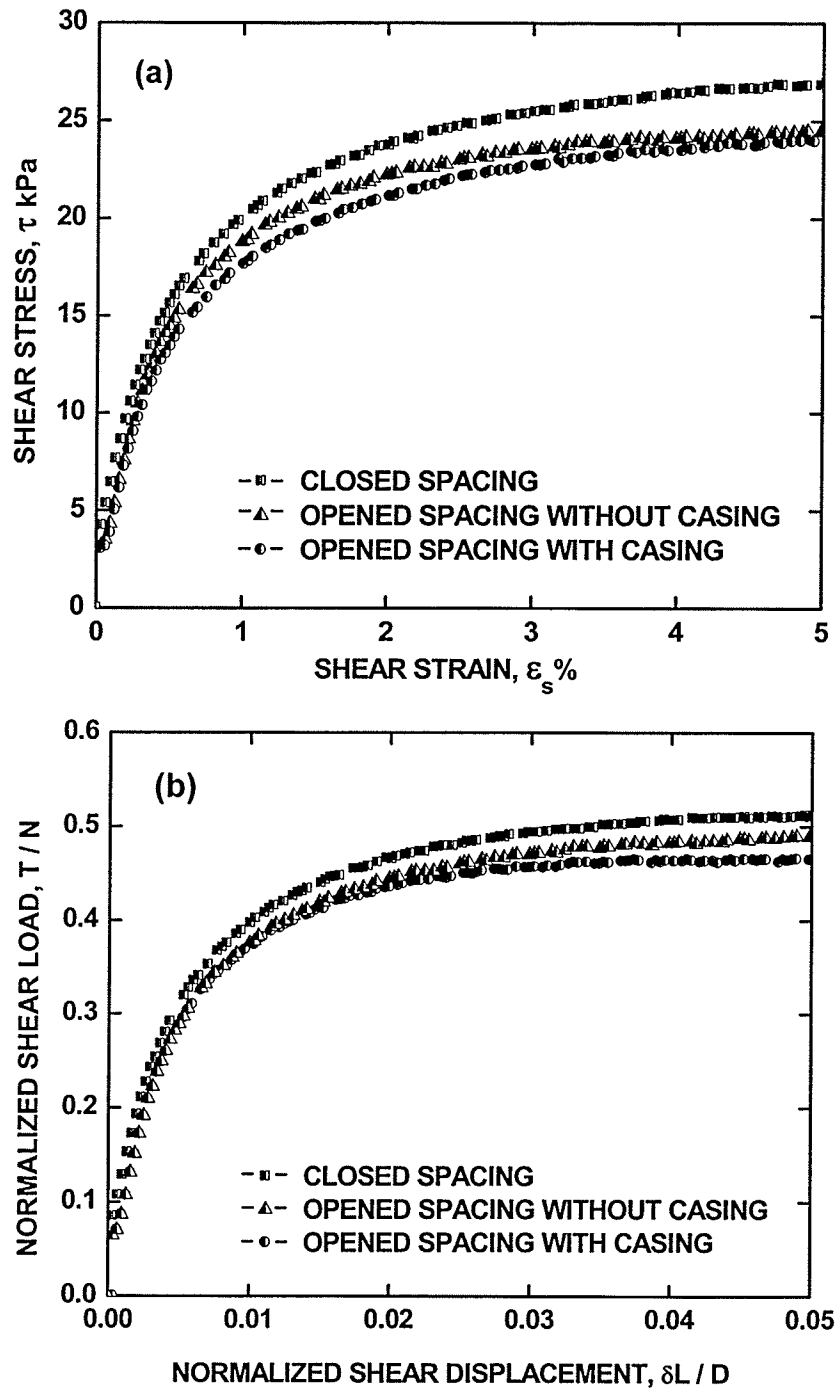 (a)
30
25
20
15
10
5
0
SHEAR STRESS, τ kPa
CLOSED SPACING
OPENED SPACING WITHOUT CASING
OPENED SPACING WITH CASING
0 1 2 3 4 5
SHEAR STRAIN, εs%
(b)
0.6
0.5
0.4
0.3
0.2
0.1
0.0
NORMALIZED SHEAR LOAD, T / N
CLOSED SPACING
OPENED SPACING WITHOUT CASING
OPENED SPACING WITH CASING
0.00 0.01 0.02 0.03 0.04 0.05
NORMALIZED SHEAR DISPLACEMENT, δL / D